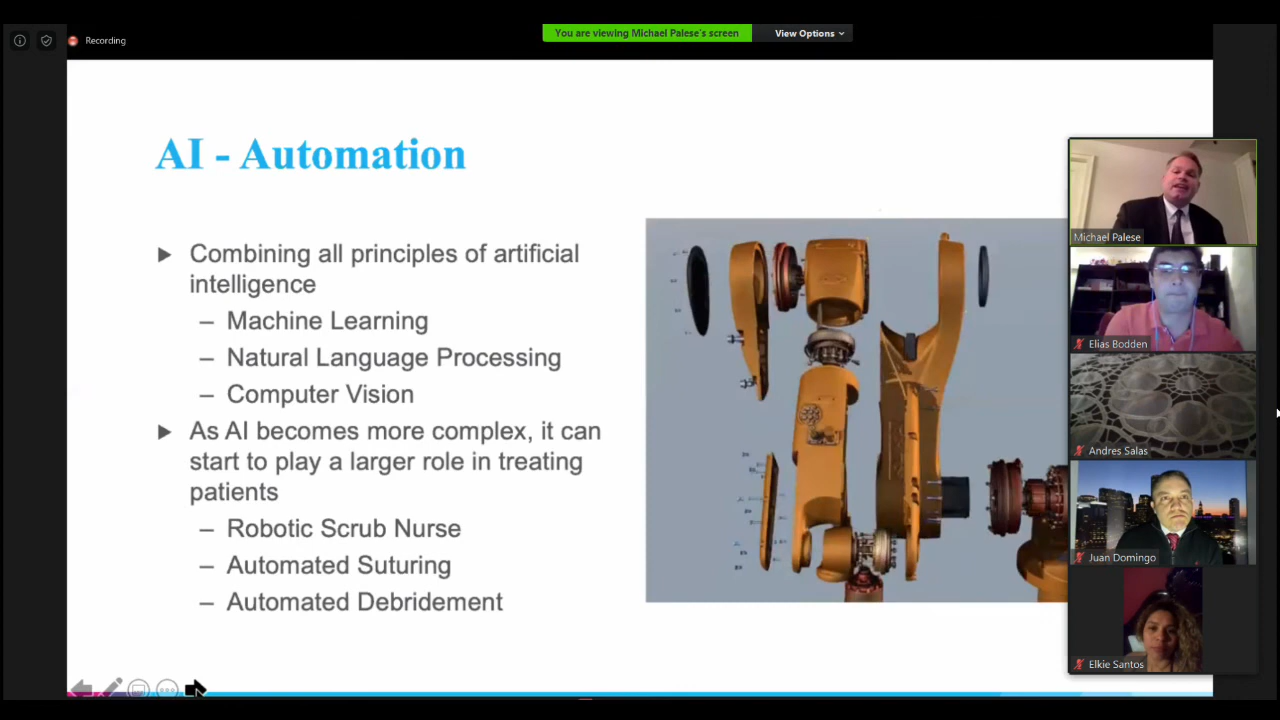 Recording
You are viewing Michael Palese's screen
View Options
AI - Automation
Combining all principles of artificial
intelligence
– Machine Learning
– Natural Language Processing
– Computer Vision
As AI becomes more complex, it can
start to play a larger role in treating
patients
– Robotic Scrub Nurse
– Automated Suturing
– Automated Debridement
Michael Palese
Elias Bodden
Andres Salas
Juan Domingo
Elkie Santos